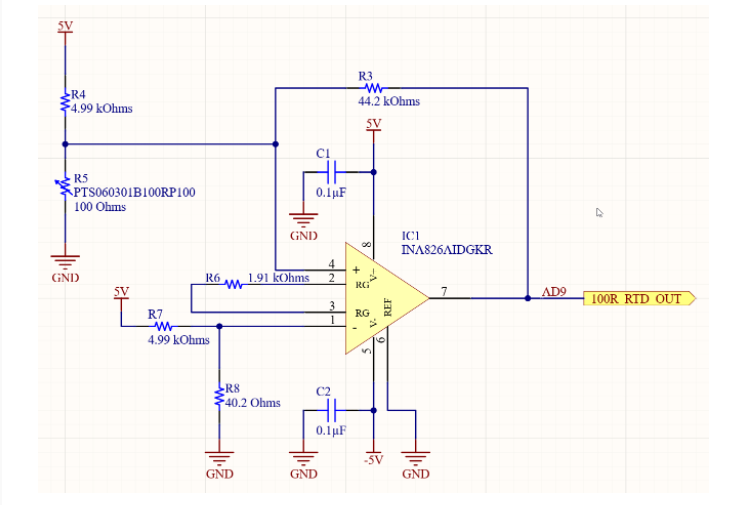 5V
R4
4.99 kOhms
R5
PTS060301B100RP100
100 Ohms
GND
R3
44.2 kOhms
5V
C1
0.1µF
GND
IC1
INA826AIDGKR
8
V+
4
+
2
RG
3
RG
1
-
REF
V-
5
6
7
R6 1.91 kOhms
5V
R7
4.99 kOhms
R8
40.2 Ohms
GND
C2
0.1µF
GND
-5V
GND
AD9
100R RTD OUT